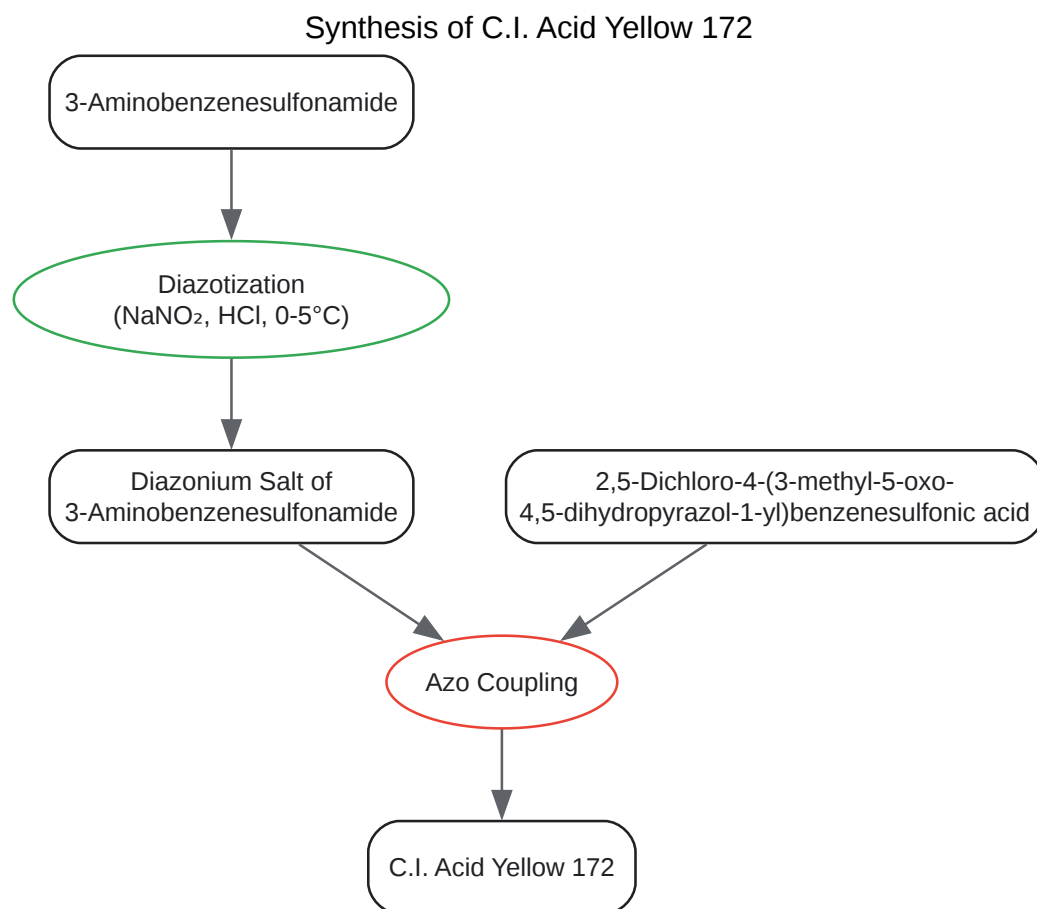 Synthesis of C.I. Acid Yellow 172
3-Aminobenzenesulfonamide
Diazotization
(NaNO₂, HCl, 0-5°C)
Diazonium Salt of
3-Aminobenzenesulfonamide
2,5-Dichloro-4-(3-methyl-5-oxo-
4,5-dihydropyrazol-1-yl)benzenesulfonic acid
Azo Coupling
C.I. Acid Yellow 172